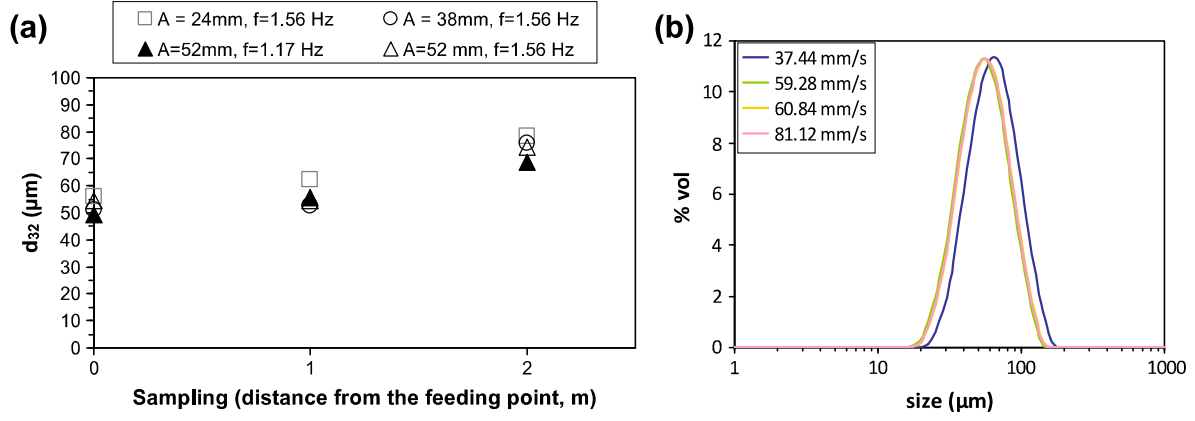 (a)
A = 24mm, f=1.56 Hz
A = 38mm, f=1.56 Hz
A=52mm, f=1.17 Hz
A=52 mm, f=1.56 Hz
100
90
80
70
60
50
40
30
20
10
0
d32 (µm)
0
1
2
Sampling (distance from the feeding point, m)
(b)
12
10
8
6
4
2
0
% vol
37.44 mm/s
59.28 mm/s
60.84 mm/s
81.12 mm/s
1
10
100
1000
size (µm)